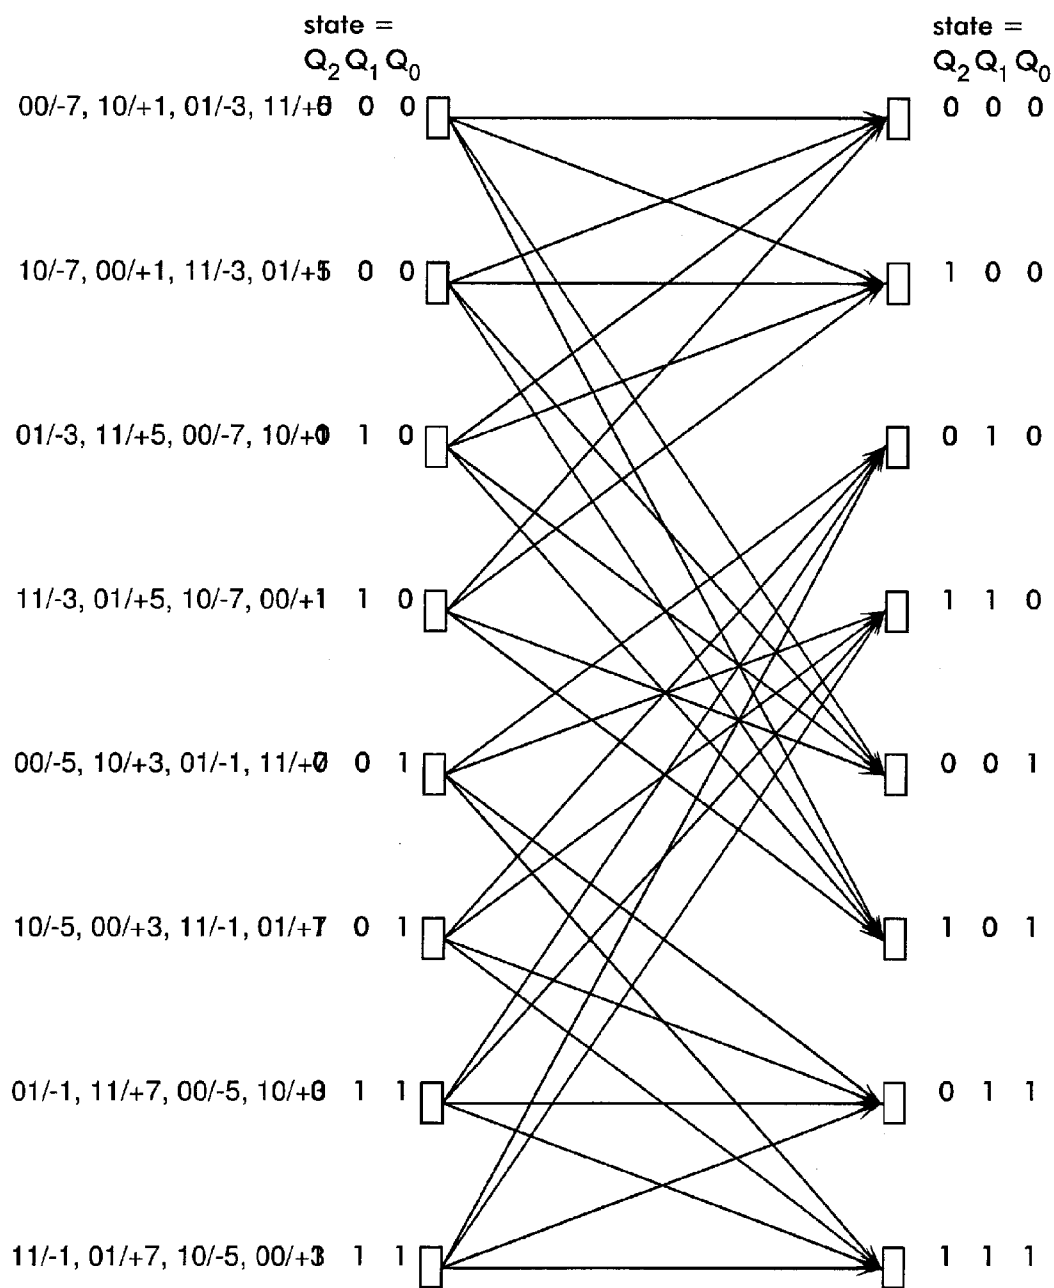 state =
Q2 Q1 Q0
state =
Q2 Q1 Q0
00/-7, 10/+1, 01/-3, 11/+5 0 0 0
0 0 0
10/-7, 00/+1, 11/-3, 01/+5 1 0 0
1 0 0
01/-3, 11/+5, 00/-7, 10/+1 0 1 0
0 1 0
11/-3, 01/+5, 10/-7, 00/+1 1 1 0
1 1 0
00/-5, 10/+3, 01/-1, 11/+7 0 0 1
0 0 1
10/-5, 00/+3, 11/-1, 01/+7 1 0 1
1 0 1
01/-1, 11/+7, 00/-5, 10/+3 0 1 1
0 1 1
11/-1, 01/+7, 10/-5, 00/+3 1 1 1
1 1 1